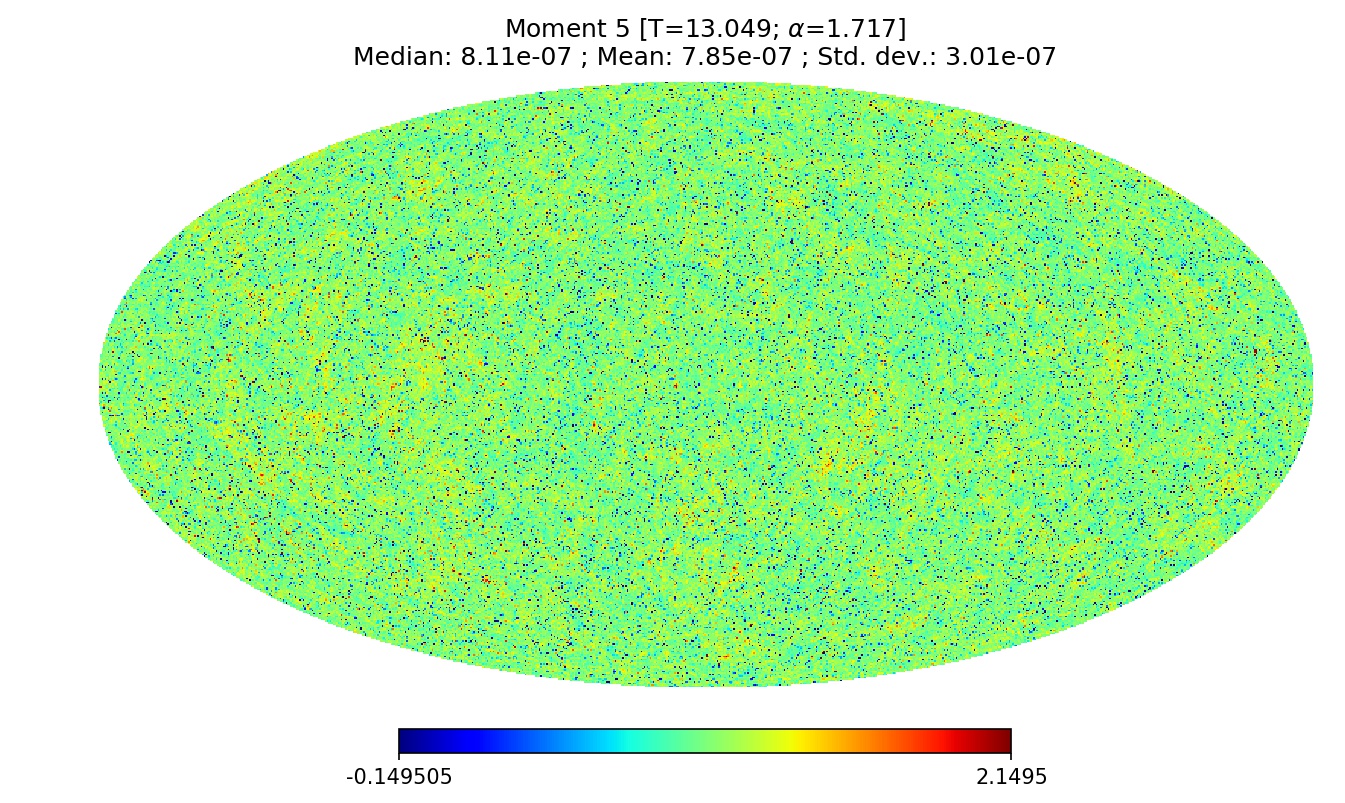 Moment 5 [T=13.049; α=1.717]
Median: 8.11e-07 ; Mean: 7.85e-07 ; Std. dev.: 3.01e-07
-0.149505
2.1495